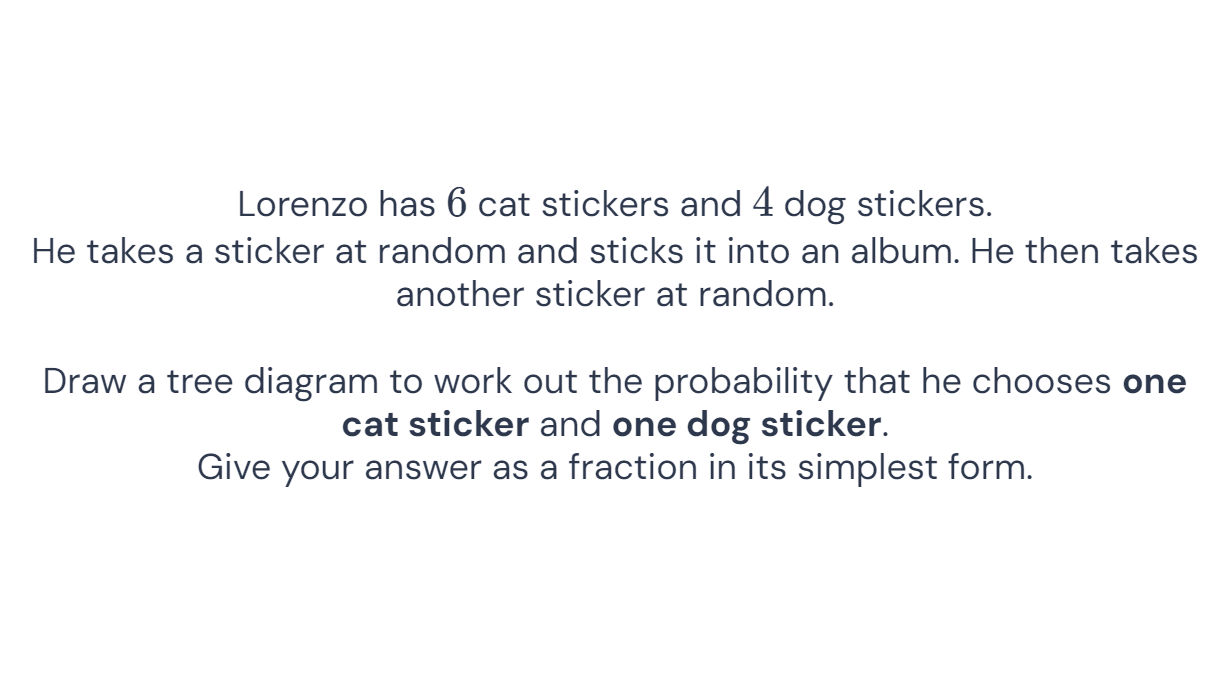 Lorenzo has 6 cat stickers and 4 dog stickers.
He takes a sticker at random and sticks it into an album. He then takes
another sticker at random.
Draw a tree diagram to work out the probability that he chooses one
cat sticker and one dog sticker.
Give your answer as a fraction in its simplest form.